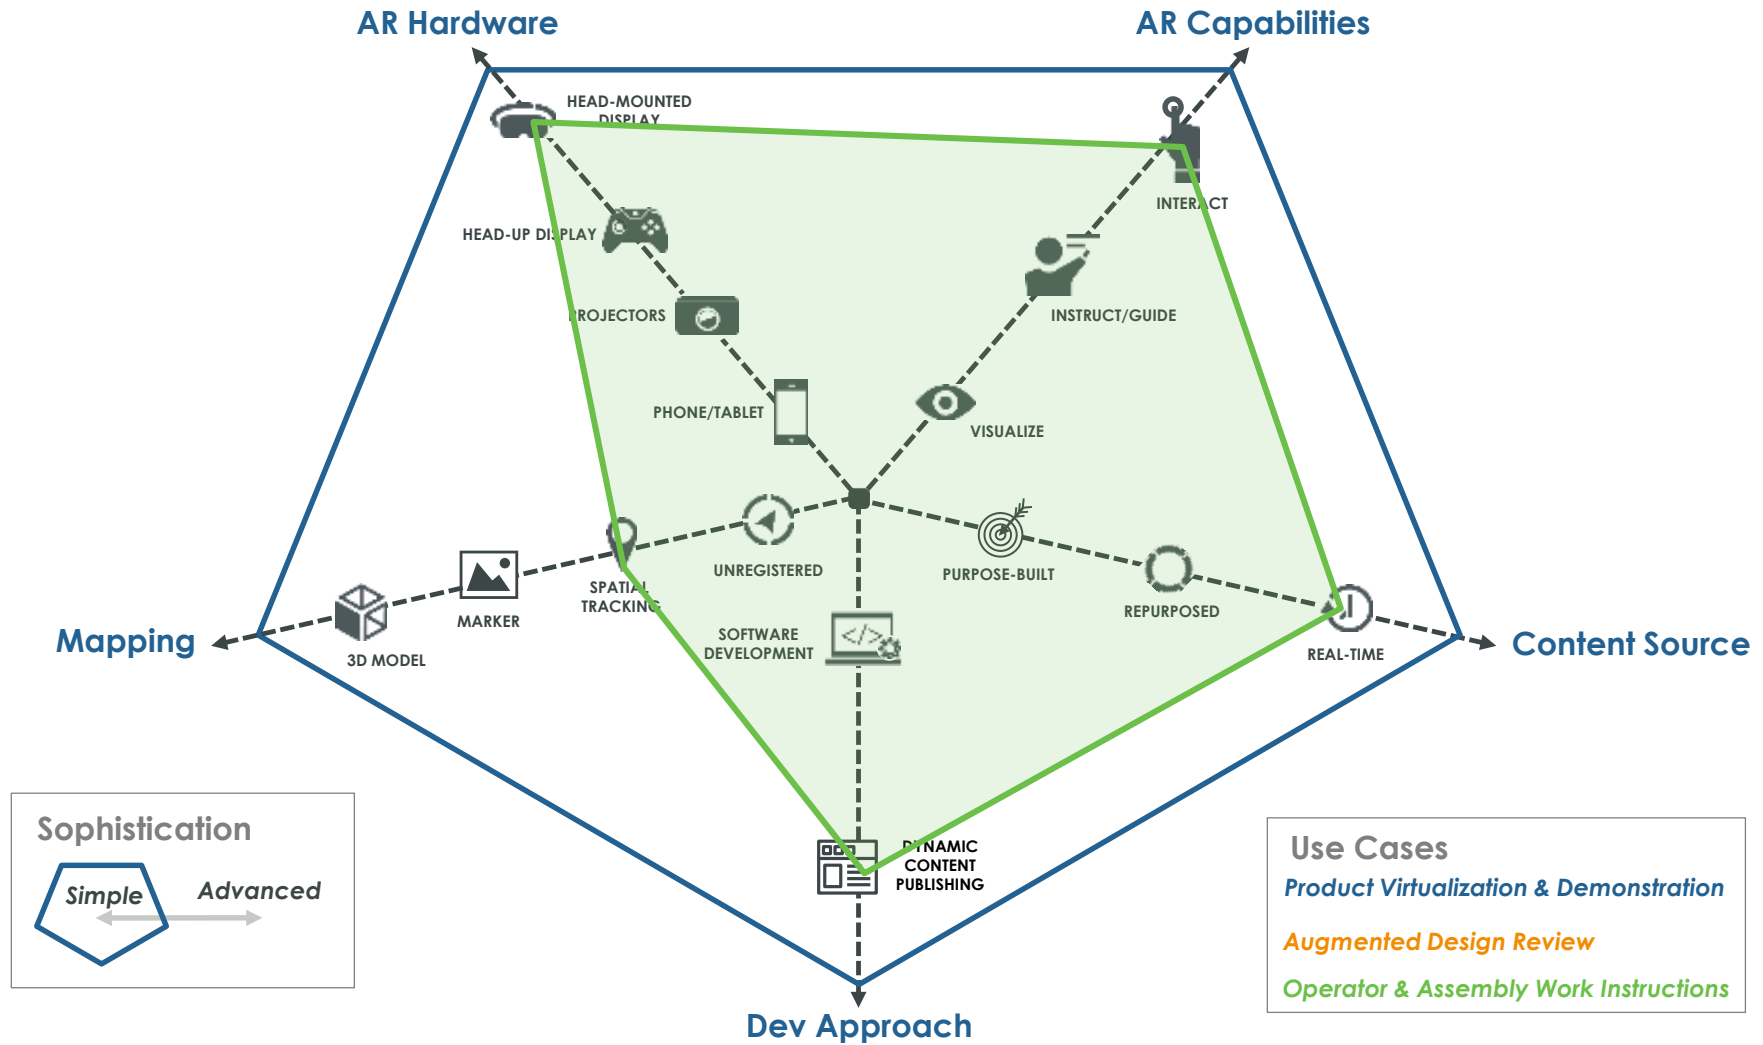 AR Hardware
AR Capabilities
HEAD-MOUNTED
DISPLAY
INTERACT
HEAD-UP DISPLAY
PROJECTORS
INSTRUCT/GUIDE
PHONE/TABLET
VISUALIZE
UNREGISTERED
PURPOSE-BUILT
SPATIAL
TRACKING
REPURPOSED
MARKER
SOFTWARE
DEVELOPMENT
3D MODEL
REAL-TIME
Mapping
Content Source
DYNAMIC
CONTENT
PUBLISHING
Dev Approach
Sophistication
Simple
Advanced
Use Cases
Product Virtualization & Demonstration
Augmented Design Review
Operator & Assembly Work Instructions